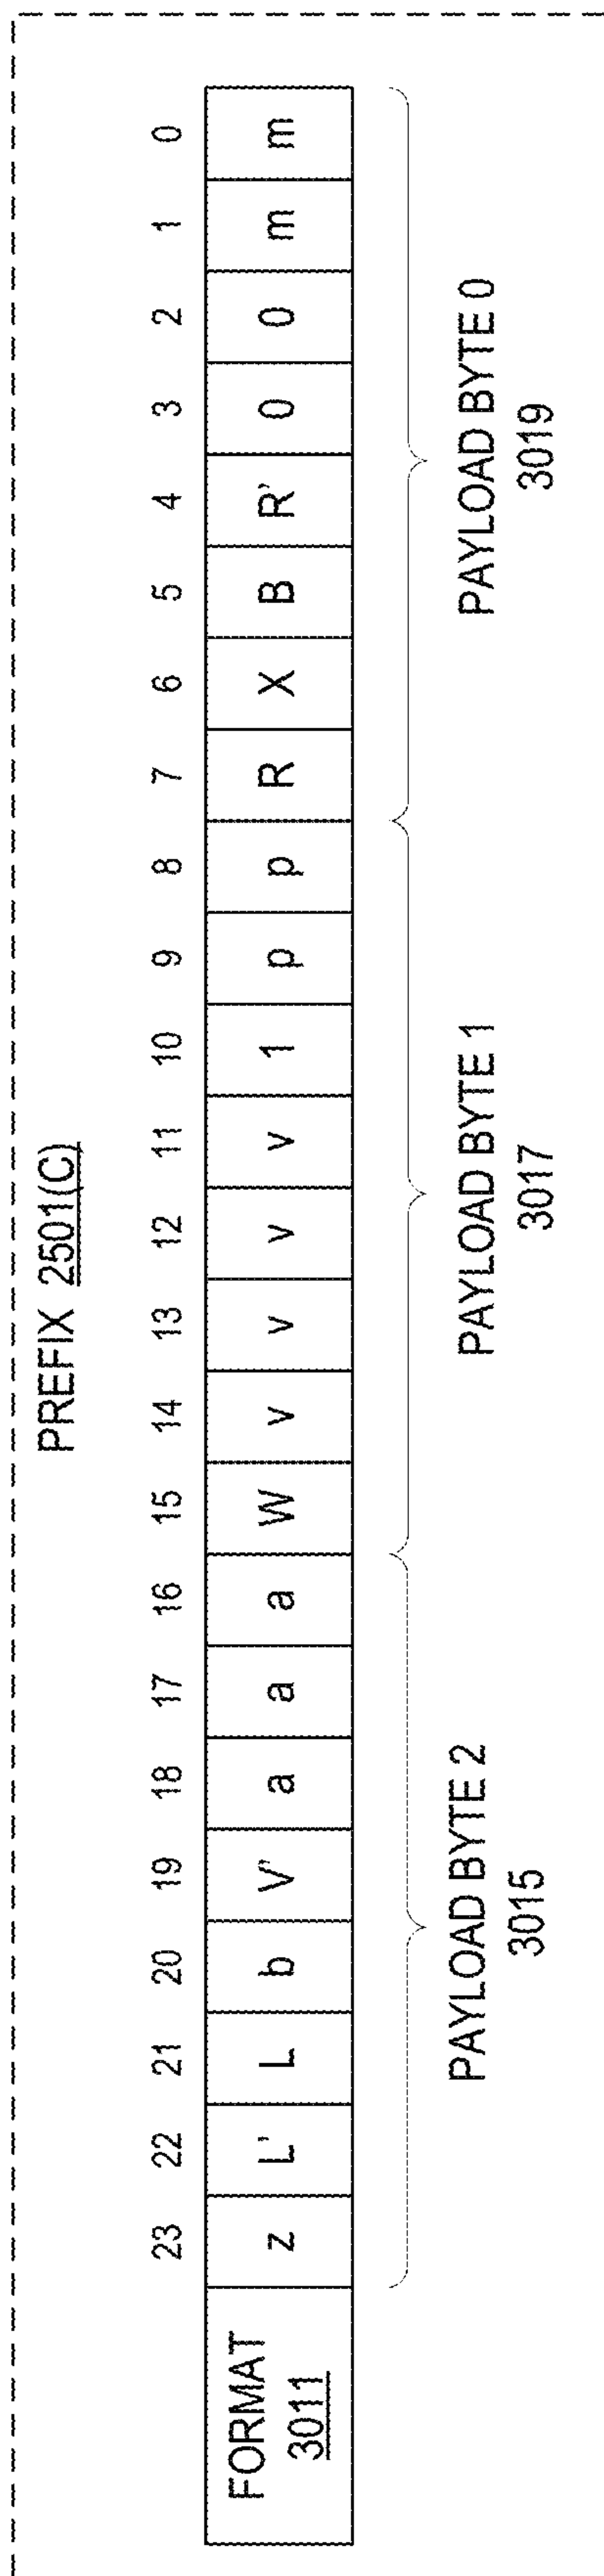 PREFIX 2501(C)
23 22 21 20 19 18 17 16 15 14 13 12 11 10 9 8 7 6 5 4 3 2 1 0
FORMAT
3011
z L' L b V' a a a W v v v v 1 p p R X B R' 0 0 m m
PAYLOAD BYTE 2
3015
PAYLOAD BYTE 1
3017
PAYLOAD BYTE 0
3019